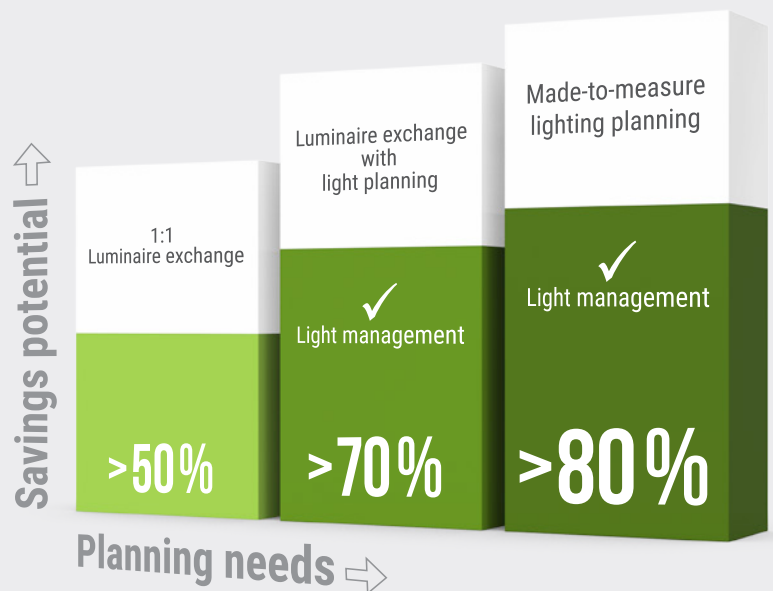 Savings potential
1:1
Luminaire exchange
>50%
Luminaire exchange
with
light planning
Light management
>70%
Made-to-measure
lighting planning
Light management
>80%
Planning needs